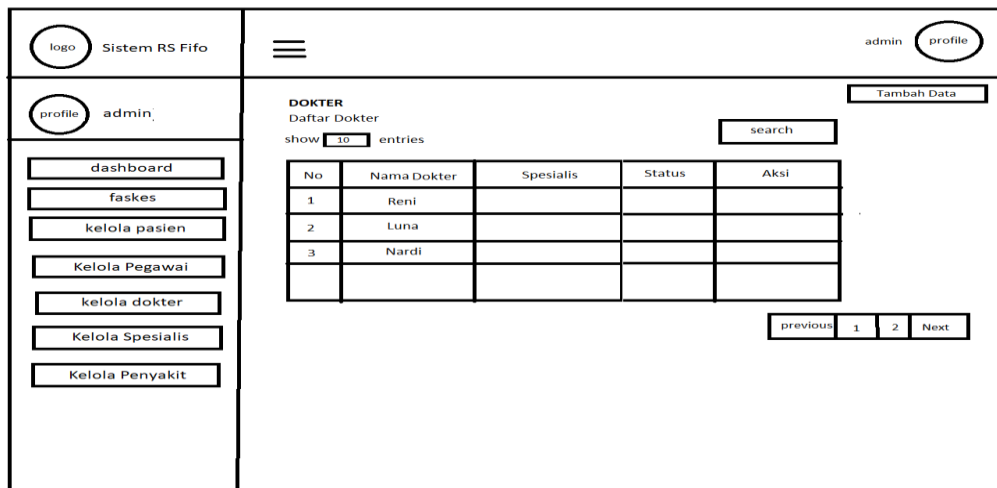 logo Sistem RS Fifo
admin profile
profile admin
Tambah Data
DOKTER
Daftar Dokter
show 10 entries
search
dashboard
faskes
kelola pasien
Kelola Pegawai
kelola dokter
Kelola Spesialis
Kelola Penyakit
No Nama Dokter Spesialis Status Aksi
1 Reni
2 Luna
3 Nardi
previous 1 2 Next